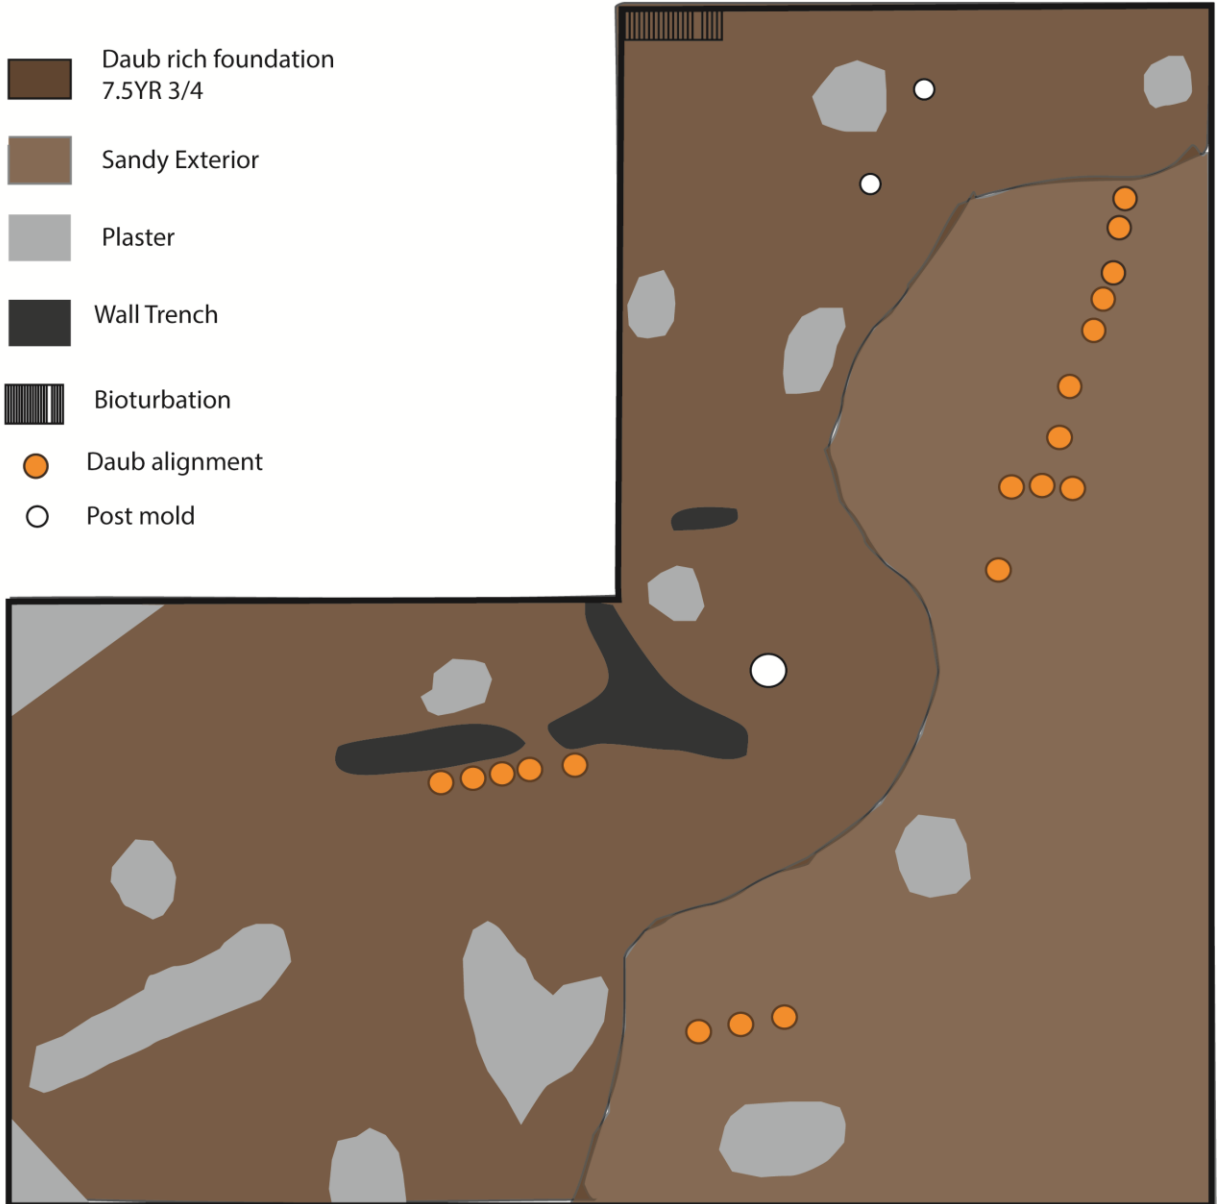 Daub rich foundation
7.5YR 3/4
Sandy Exterior
Plaster
Wall Trench
Bioturbation
Daub alignment
Post mold